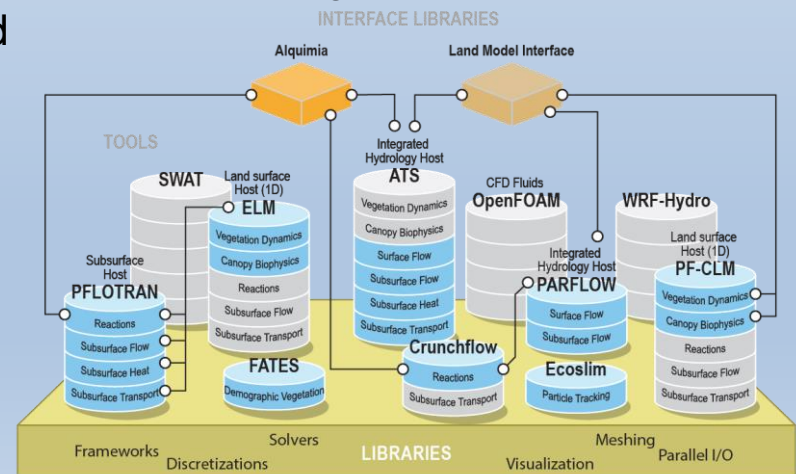 d
INTERFACE LIBRARIES
Alquimia
Land Model Interface
TOOLS
SWAT
Land surface
Host (1D)
ELM
Vegetation Dynamics
Canopy Biophysics
Reactions
Subsurface Flow
Subsurface Transport
Integrated
Hydrology Host
ATS
Vegetation Dynamics
Canopy Biophysics
Surface Flow
Subsurface Flow
Subsurface Heat
Subsurface Transport
CFD Fluids
OpenFOAM
WRF-Hydro
Subsurface
Host
PFLOTRAN
Reactions
Subsurface Flow
Subsurface Heat
Subsurface Transport
Integrated
Hydrology Host
PARFLOW
Surface Flow
Subsurface Flow
Land surface
Host (1D)
PF-CLM
Vegetation Dynamics
Canopy Biophysics
Reactions
Subsurface Flow
Subsurface Transport
FATES
Demographic Vegetation
Crunchflow
Reactions
Subsurface Transport
Ecoslim
Particle Tracking
Frameworks
Discretizations
Solvers
LIBRARIES
Visualization
Meshing
Parallel I/O